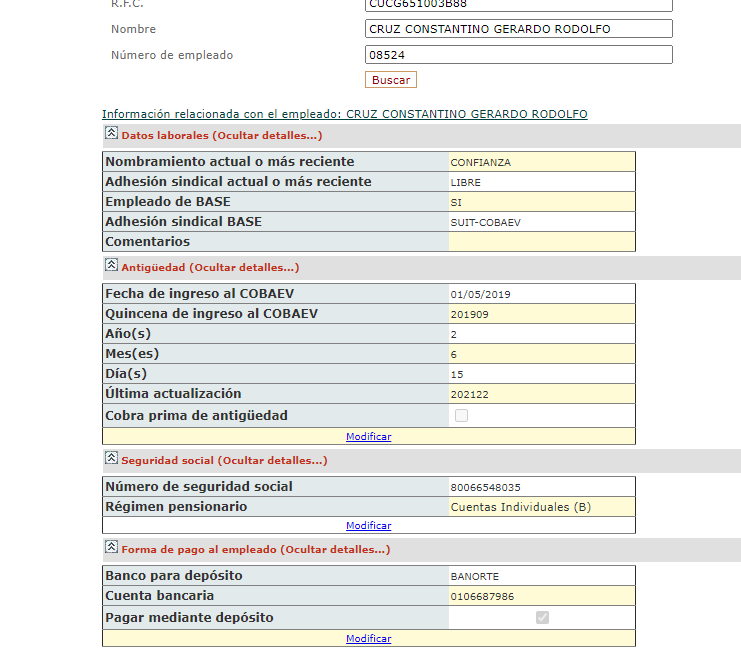 R.F.C. CUCG651003B88
Nombre CRUZ CONSTANTINO GERARDO RODOLFO
Número de empleado 08524
Buscar
Información relacionada con el empleado: CRUZ CONSTANTINO GERARDO RODOLFO
Datos laborales (Ocultar detalles...)
Nombramiento actual o más reciente CONFIANZA
Adhesión sindical actual o más reciente LIBRE
Empleado de BASE SI
Adhesión sindical BASE SUIT-COBAEV
Comentarios
Antigüedad (Ocultar detalles...)
Fecha de ingreso al COBAEV 01/05/2019
Quincena de ingreso al COBAEV 201909
Año(s) 2
Mes(es) 6
Día(s) 15
Última actualización 202122
Cobra prima de antigüedad
Modificar
Seguridad social (Ocultar detalles...)
Número de seguridad social 80066548035
Régimen pensionario Cuentas Individuales (B)
Modificar
Forma de pago al empleado (Ocultar detalles...)
Banco para depósito BANORTE
Cuenta bancaria 0106687986
Pagar mediante depósito
Modificar